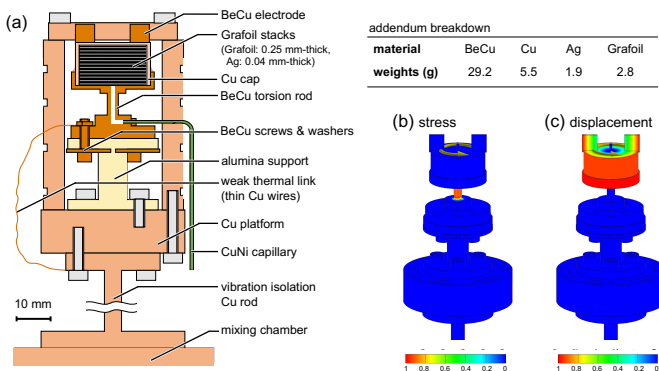 (a)
BeCu electrode
Grafoil stacks
(Grafoil: 0.25 mm-thick,
Ag: 0.04 mm-thick)
Cu cap
BeCu torsion rod
BeCu screws & washers
alumina support
weak thermal link
(thin Cu wires)
Cu platform
CuNi capillary
vibration isolation
Cu rod
mixing chamber
10 mm
addendum breakdown
material BeCu Cu Ag Grafoil
weights (g) 29.2 5.5 1.9 2.8
(b) stress
(c) displacement
1 0.8 0.6 0.4 0.2 0
1 0.8 0.6 0.4 0.2 0